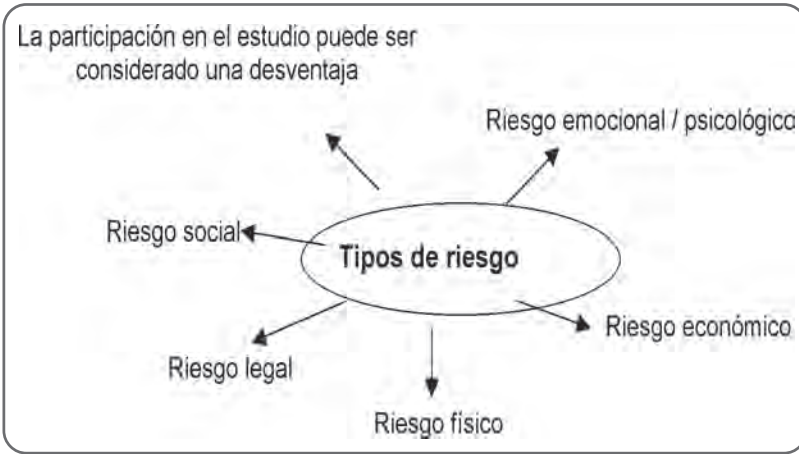 La participación en el estudio puede ser
considerado una desventaja
Riesgo emocional / psicológico
Riesgo social
Tipos de riesgo
Riesgo económico
Riesgo legal
Riesgo físico